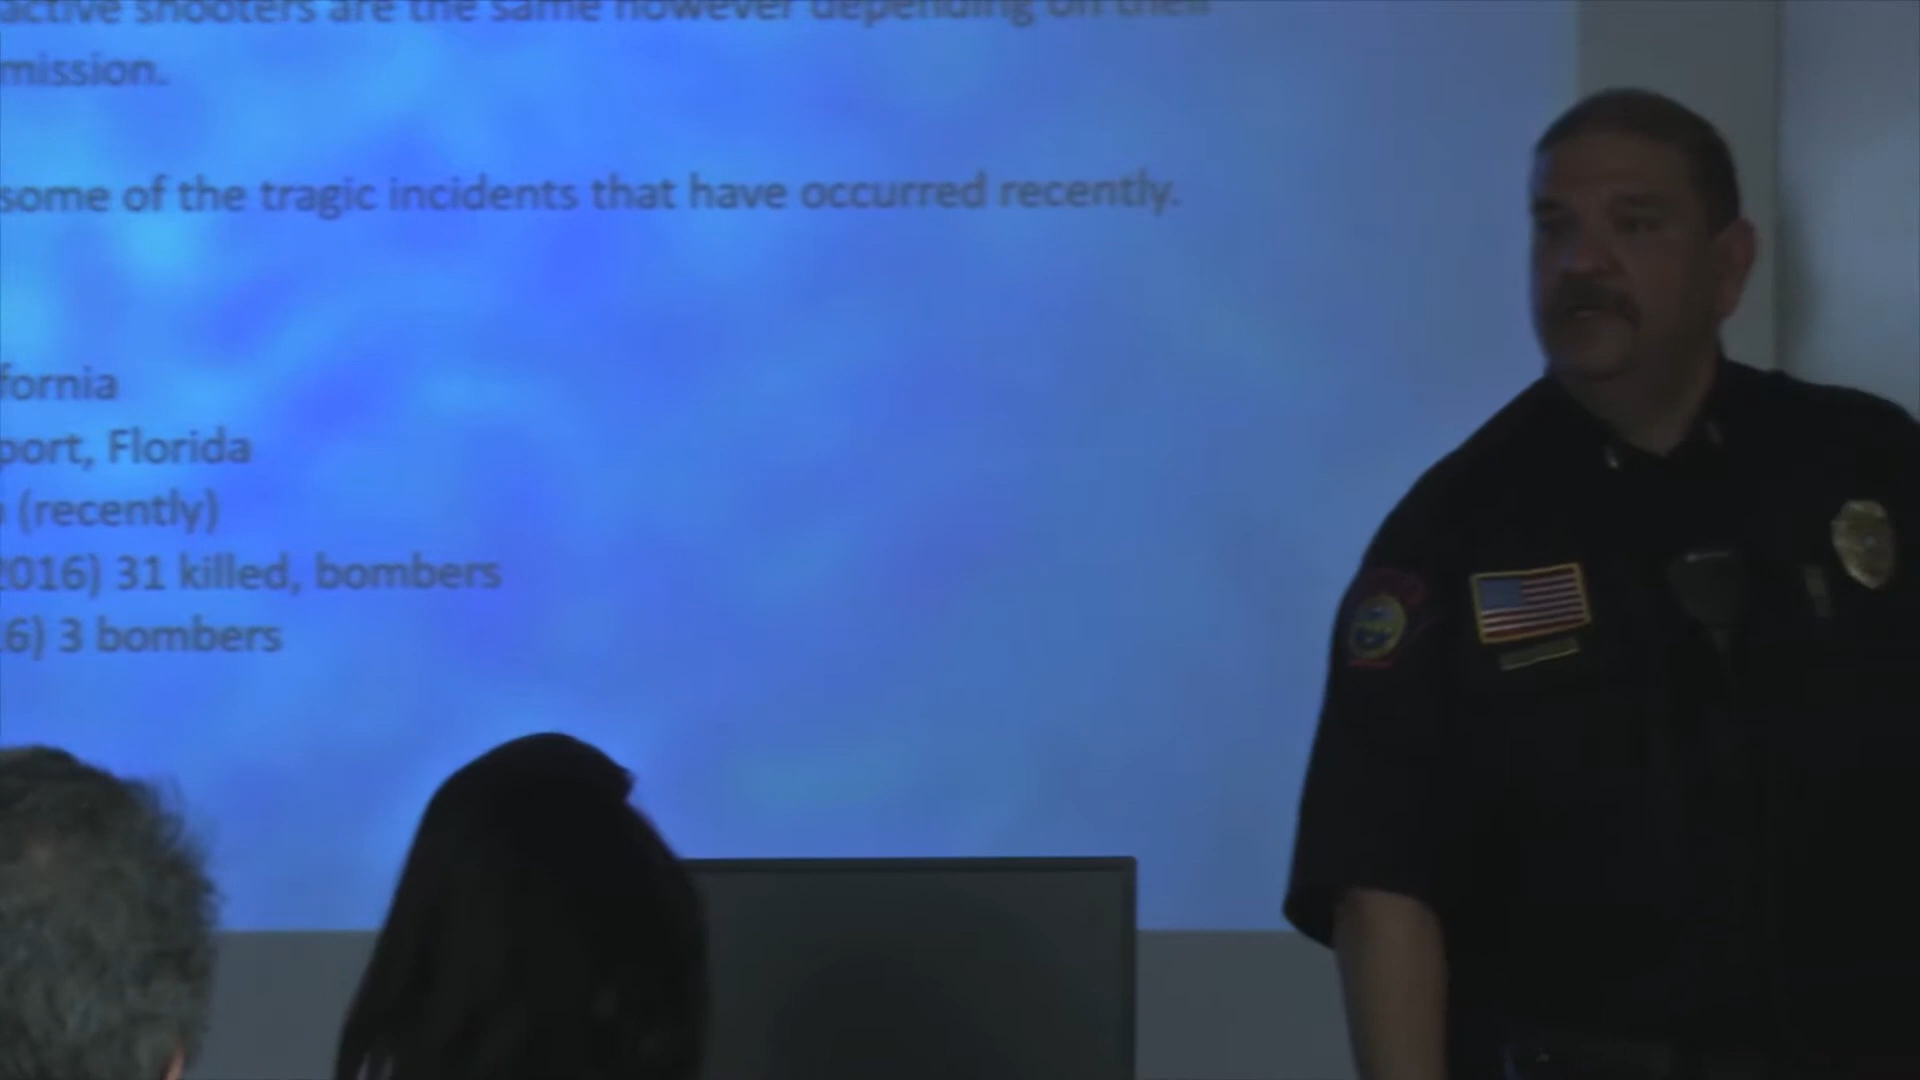 active shooters are the same however depending on their
mission.
some of the tragic incidents that have occurred recently.
fornia
port, Florida
(recently)
2016) 31 killed, bombers
16) 3 bombers